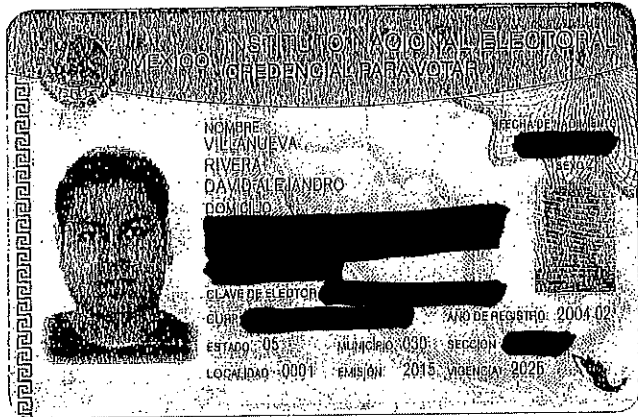 MÉXICO INSTITUTO NACIONAL ELECTORAL
CREDENCIAL PARA VOTAR
NOMBRE
VILLANUEVA
RIVERA
DAVID ALEJANDRO
DOMICILIO
FECHA DE NACIMIENTO
SEXO
CLAVE DE ELECTOR
CURP
AÑO DE REGISTRO 2004 02
ESTADO 05 MUNICIPIO 030 SECCIÓN
LOCALIDAD 0001 EMISIÓN 2015 VIGENCIA